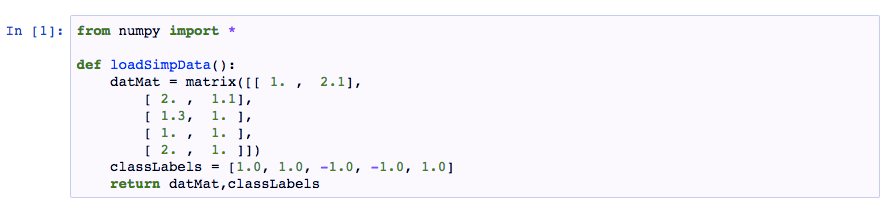 In [1]: from numpy import *
def loadSimpData():
    datMat = matrix([[ 1. ,  2.1],
        [ 2. ,  1.1],
        [ 1.3,  1. ],
        [ 1. ,  1. ],
        [ 2. ,  1. ]])
    classLabels = [1.0, 1.0, -1.0, -1.0, 1.0]
    return datMat,classLabels